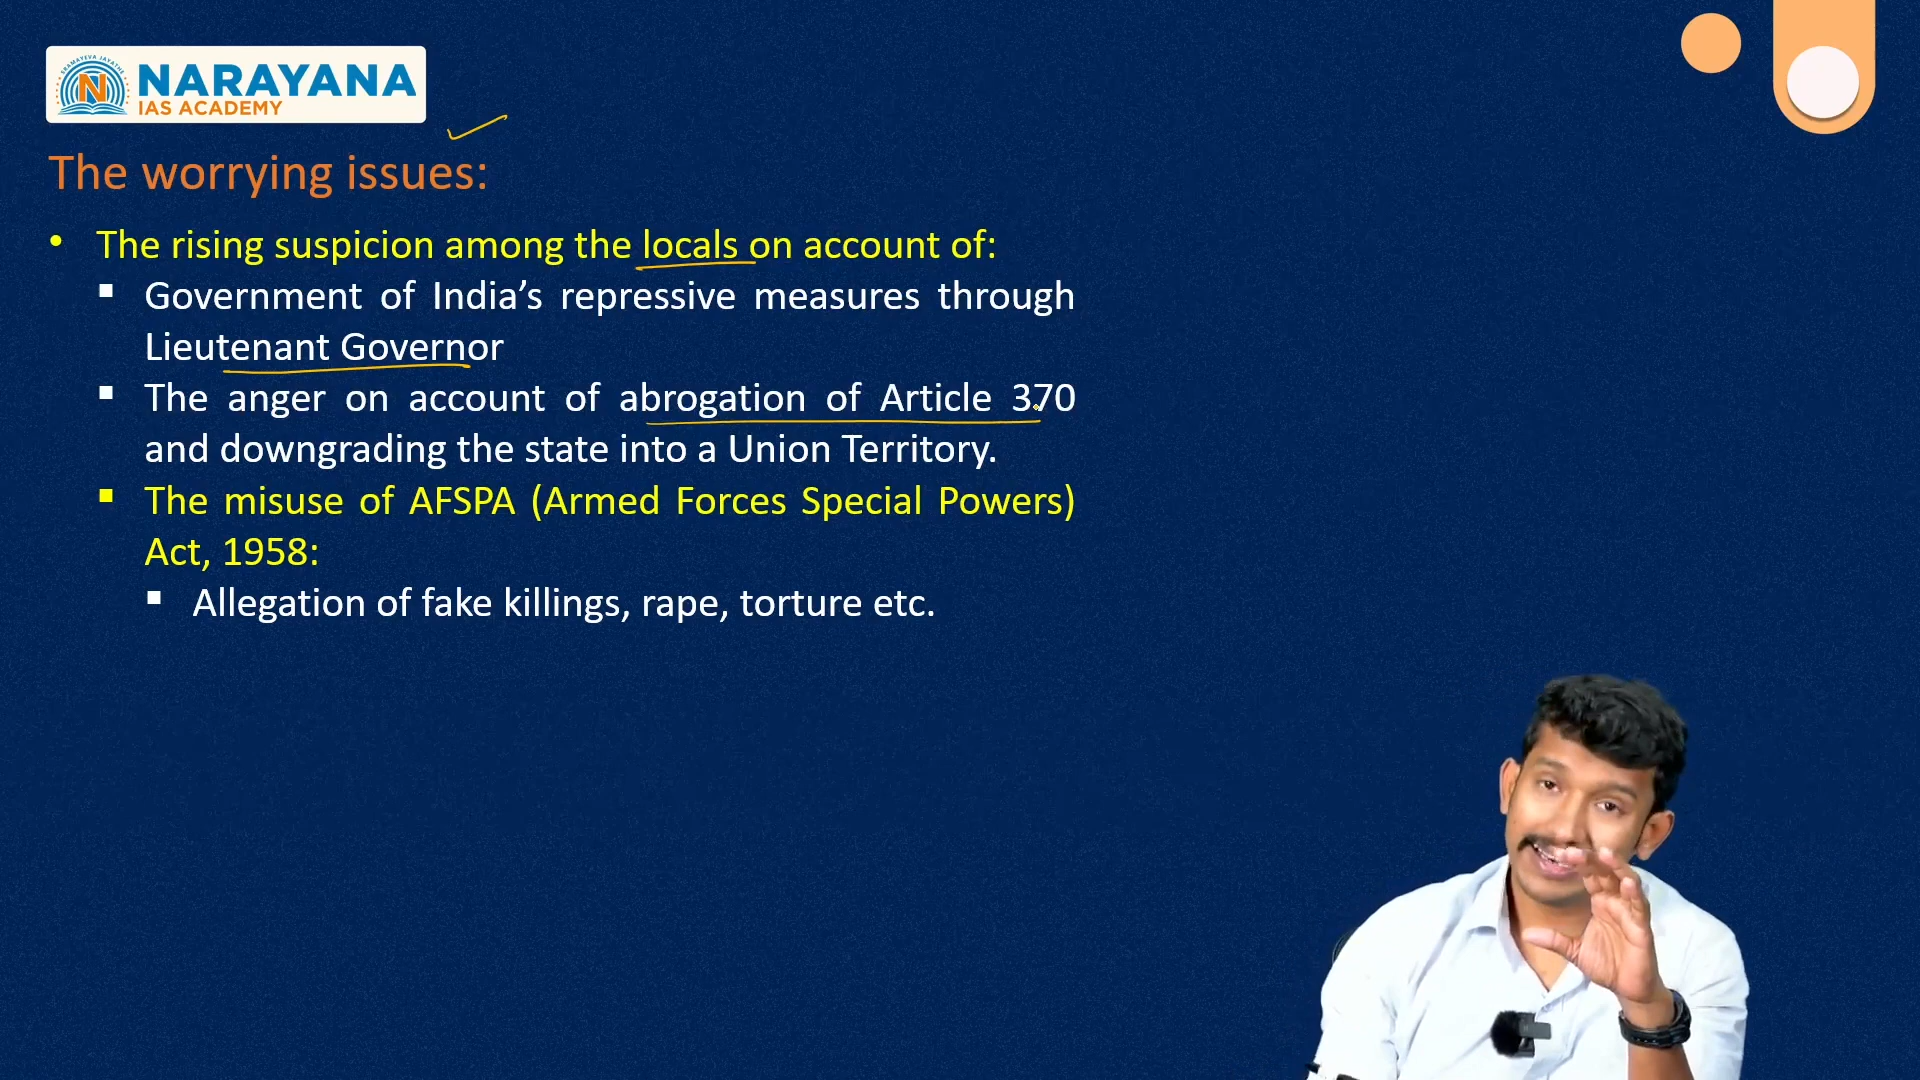 NARAYANA
IAS ACADEMY
The worrying issues:
• The rising suspicion among the locals on account of:
▪ Government of India’s repressive measures through
Lieutenant Governor
▪ The anger on account of abrogation of Article 370
and downgrading the state into a Union Territory.
▪ The misuse of AFSPA (Armed Forces Special Powers)
Act, 1958:
▪ Allegation of fake killings, rape, torture etc.